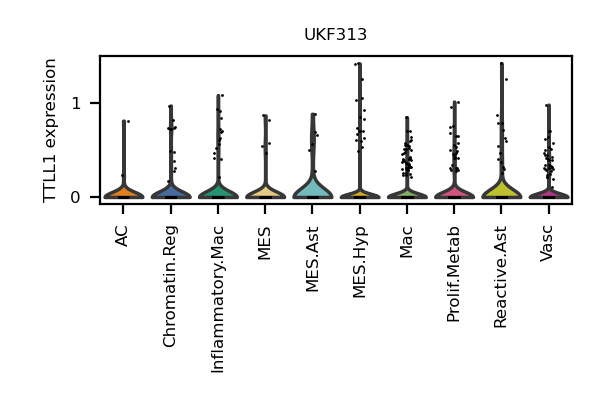 UKF313
TTLL1 expression
1
0
AC
Chromatin.Reg
Inflammatory.Mac
MES
MES.Ast
MES.Hyp
Mac
Prolif.Metab
Reactive.Ast
Vasc